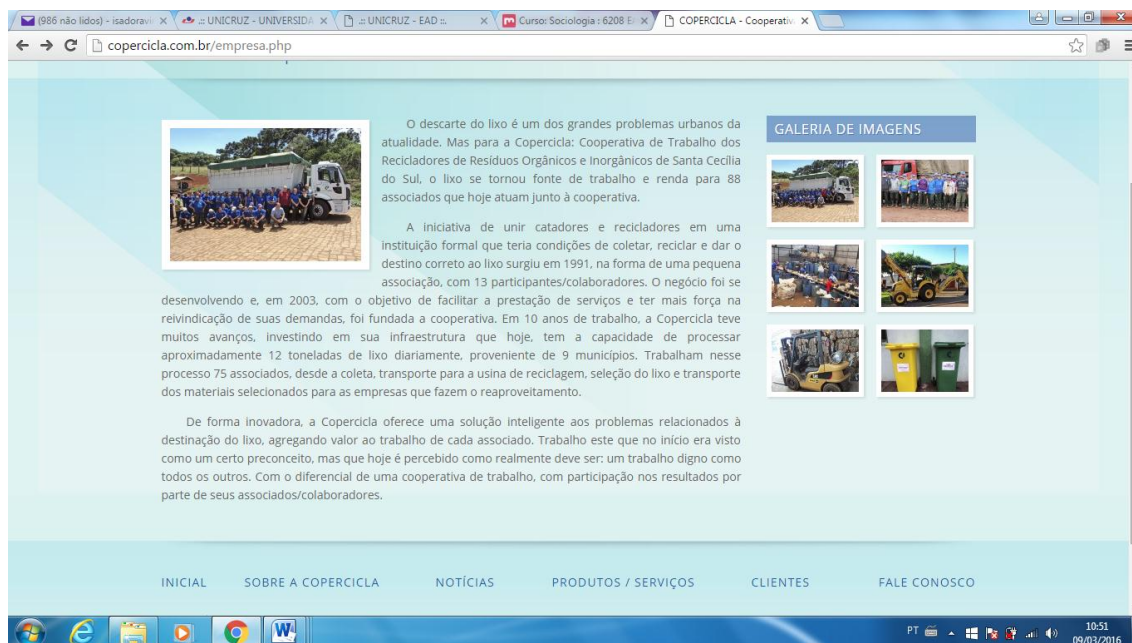 (986 não lidos) - isadoravi
.:: UNICRUZ - UNIVERSIDA
.:: UNICRUZ - EAD ::.
Curso: Sociologia : 6208 E
COPERCICLA - Cooperativ
copercicla.com.br/empresa.php
O descarte do lixo é um dos grandes problemas urbanos da
atualidade. Mas para a Copercicla: Cooperativa de Trabalho dos
Recicladores de Resíduos Orgânicos e Inorgânicos de Santa Cecília
do Sul, o lixo se tornou fonte de trabalho e renda para 88
associados que hoje atuam junto à cooperativa.
A iniciativa de unir catadores e recicladores em uma
instituição formal que teria condições de coletar, reciclar e dar o
destino correto ao lixo surgiu em 1991, na forma de uma pequena
associação, com 13 participantes/colaboradores. O negócio foi se
desenvolvendo e, em 2003, com o objetivo de facilitar a prestação de serviços e ter mais força na
reivindicação de suas demandas, foi fundada a cooperativa. Em 10 anos de trabalho, a Copercicla teve
muitos avanços, investindo em sua infraestrutura que hoje, tem a capacidade de processar
aproximadamente 12 toneladas de lixo diariamente, proveniente de 9 municípios. Trabalham nesse
processo 75 associados, desde a coleta, transporte para a usina de reciclagem, seleção do lixo e transporte
dos materiais selecionados para as empresas que fazem o reaproveitamento.
De forma inovadora, a Copercicla oferece uma solução inteligente aos problemas relacionados à
destinação do lixo, agregando valor ao trabalho de cada associado. Trabalho este que no início era visto
como um certo preconceito, mas que hoje é percebido como realmente deve ser: um trabalho digno como
todos os outros. Com o diferencial de uma cooperativa de trabalho, com participação nos resultados por
parte de seus associados/colaboradores.
GALERIA DE IMAGENS
INICIAL SOBRE A COPERCICLA NOTÍCIAS PRODUTOS / SERVIÇOS CLIENTES FALE CONOSCO
PT
10:51
09/03/2016